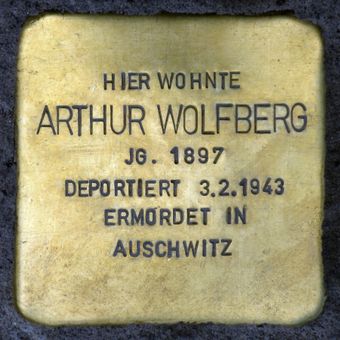 HIER WOHNTE
ARTHUR WOLFBERG
JG. 1897
DEPORTIERT 3.2.1943
ERMORDET IN
AUSCHWITZ